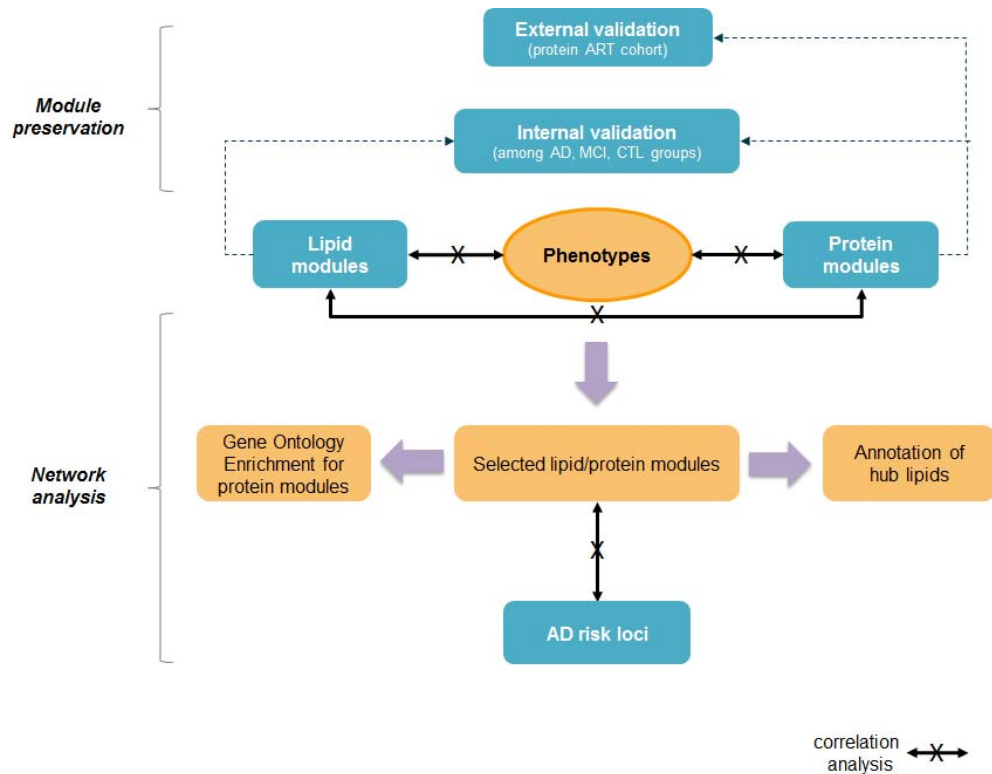 External validation
(protein ART cohort)
Module
preservation
Internal validation
(among AD, MCI, CTL groups)
Lipid
modules
X
Phenotypes
X
Protein
modules
X
Gene Ontology
Enrichment for
protein modules
Selected lipid/protein modules
Annotation of
hub lipids
Network
analysis
X
AD risk loci
correlation
analysis
X